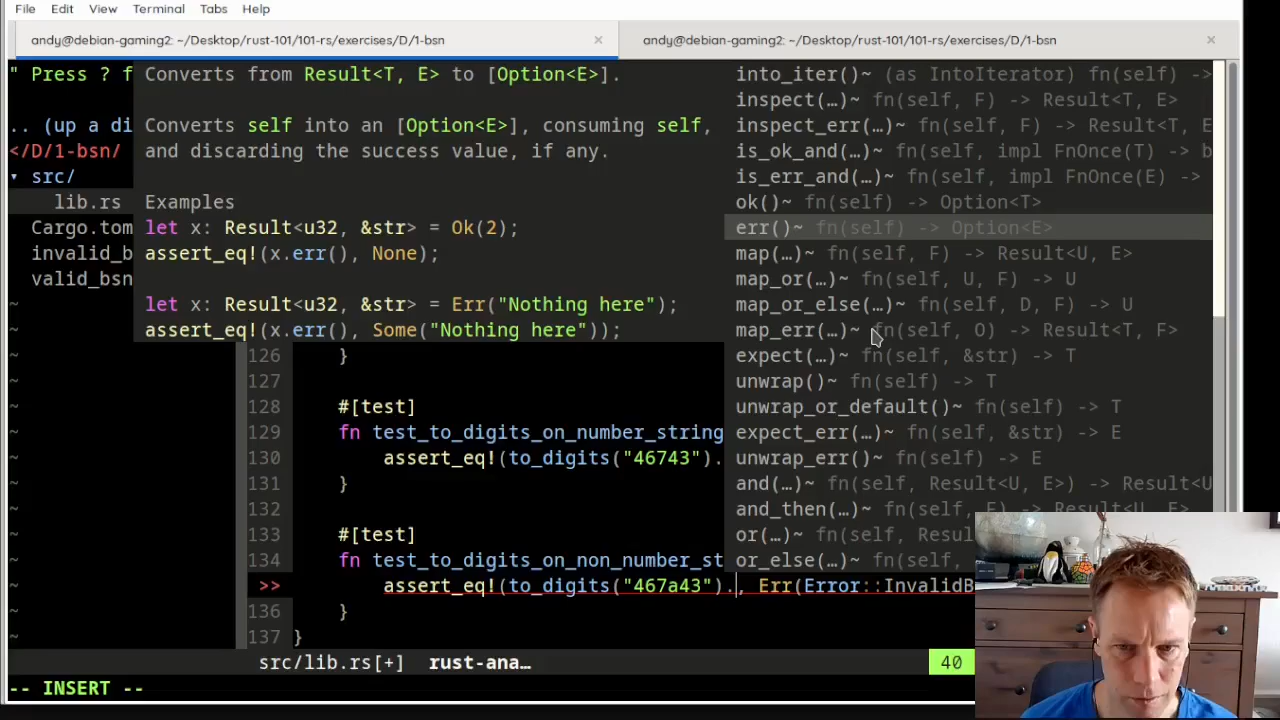 File Edit View Terminal Tabs Help
andy@debian-gaming2: ~/Desktop/rust-101/101-rs/exercises/D/1-bsn × andy@debian-gaming2: ~/Desktop/rust-101/101-rs/exercises/D/1-bsn ×
" Press ? f
.. (up a di
</D/1-bsn/
▾ src/
lib.rs
Cargo.tom
invalid_b
valid_bsn
~
~
~
~
~
~
~
~
~
~
~
~
~
~
Converts from Result<T, E> to [Option<E>].
Converts self into an [Option<E>], consuming self,
and discarding the success value, if any.
Examples
let x: Result<u32, &str> = Ok(2);
assert_eq!(x.err(), None);
let x: Result<u32, &str> = Err("Nothing here");
assert_eq!(x.err(), Some("Nothing here"));
into_iter()~ (as IntoIterator) fn(self) ->
inspect(…)~ fn(self, F) -> Result<T, E>
inspect_err(…)~ fn(self, F) -> Result<T, E
is_ok_and(…)~ fn(self, impl FnOnce(T) -> b
is_err_and(…)~ fn(self, impl FnOnce(E) ->
ok()~ fn(self) -> Option<T>
err()~ fn(self) -> Option<E>
map(…)~ fn(self, F) -> Result<U, E>
map_or(…)~ fn(self, U, F) -> U
map_or_else(…)~ fn(self, D, F) -> U
map_err(…)~ fn(self, O) -> Result<T, F>
expect(…)~ fn(self, &str) -> T
unwrap()~ fn(self) -> T
unwrap_or_default()~ fn(self) -> T
expect_err(…)~ fn(self, &str) -> E
unwrap_err()~ fn(self) -> E
and(…)~ fn(self, Result<U, E>) -> Result<U
and_then(…)~ fn(self, F) -> Result<U, E>
or(…)~ fn(self, Resul
or_else(…)~ fn(self,
126 }
127
128 #[test]
129 fn test_to_digits_on_number_string
130 assert_eq!(to_digits("46743").
131 }
132
133 #[test]
134 fn test_to_digits_on_non_number_st
>> assert_eq!(to_digits("467a43")., Err(Error::InvalidB
136 }
137 }
src/lib.rs[+] rust-ana… 40
-- INSERT --